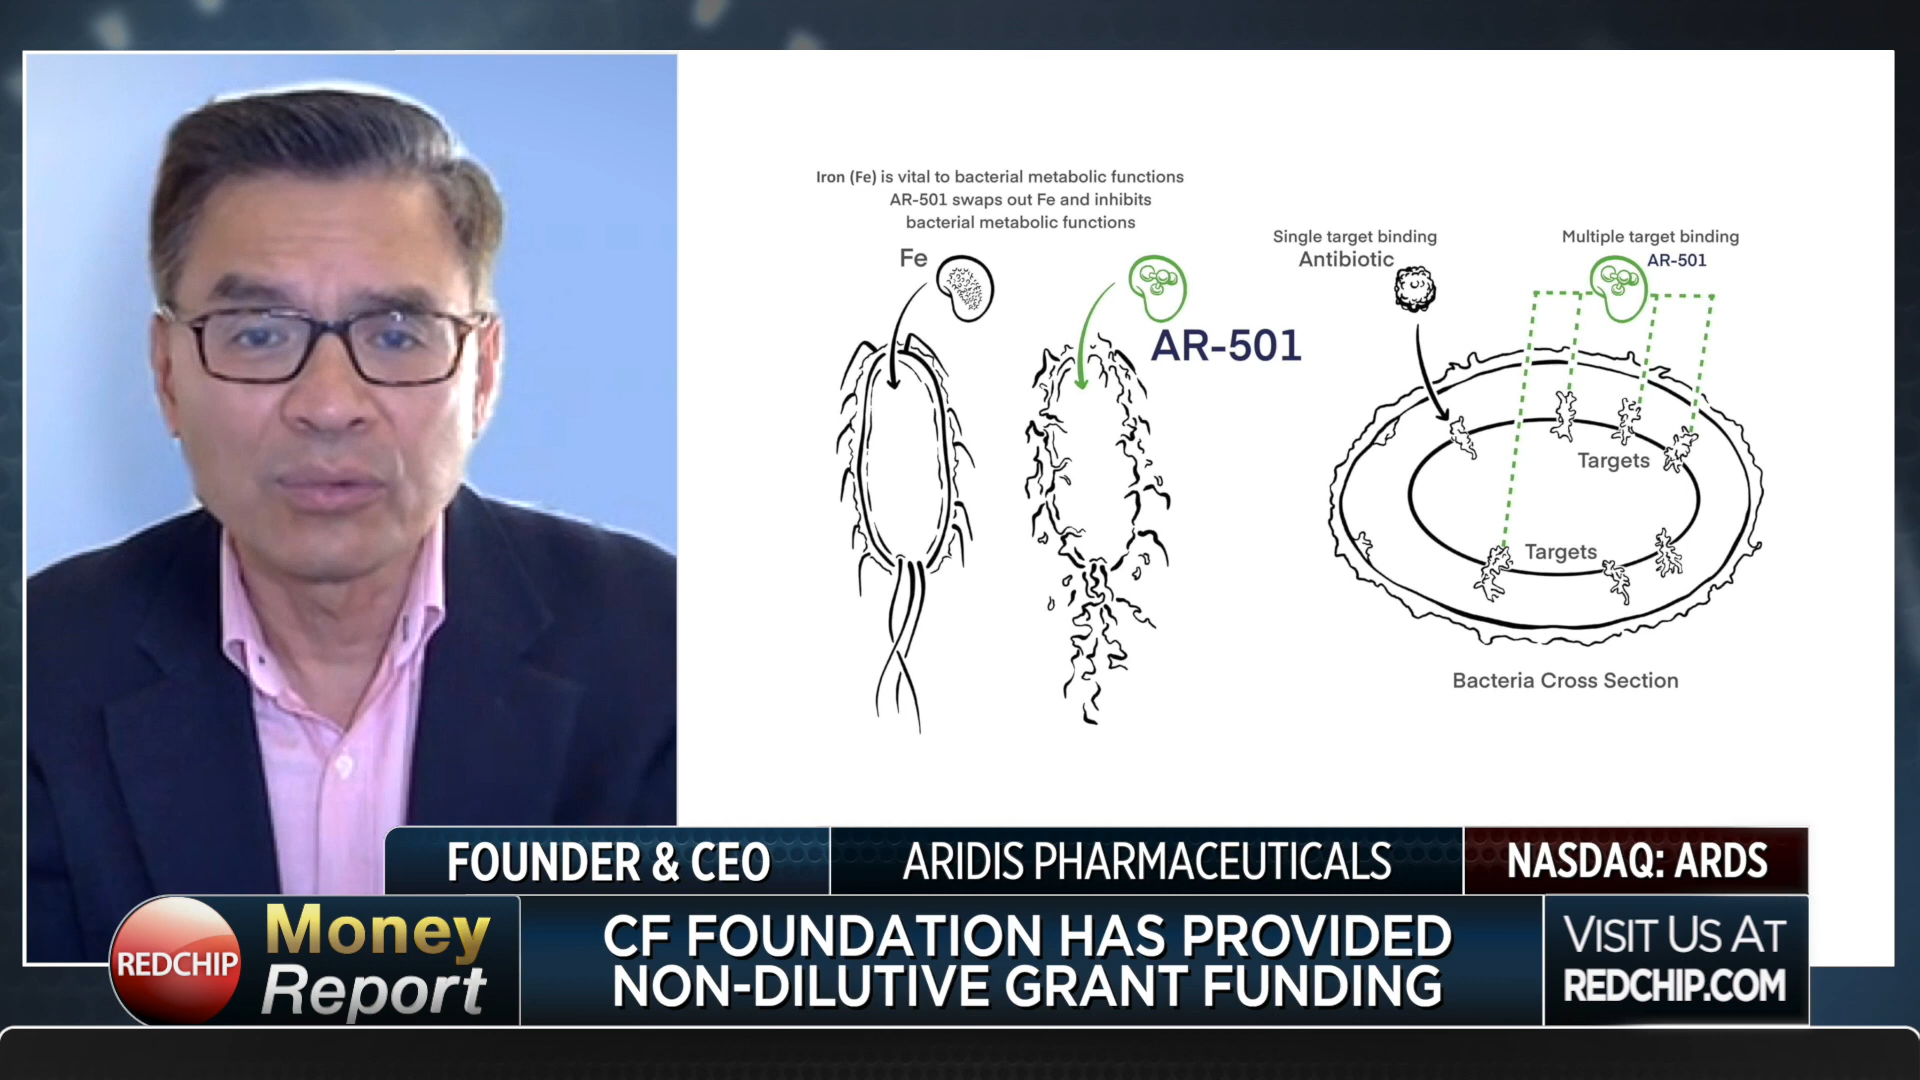 Iron (Fe) is vital to bacterial metabolic functions
AR-501 swaps out Fe and inhibits
bacterial metabolic functions
Fe
AR-501
Single target binding
Antibiotic
Multiple target binding
AR-501
Targets
Targets
Bacteria Cross Section
FOUNDER & CEO
ARIDIS PHARMACEUTICALS
NASDAQ: ARDS
REDCHIP
Money
Report
CF FOUNDATION HAS PROVIDED
NON-DILUTIVE GRANT FUNDING
VISIT US AT
REDCHIP.COM